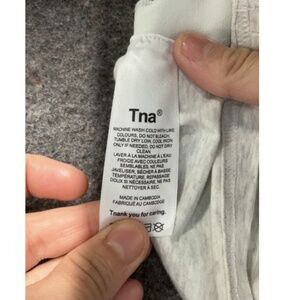 Tna®
MACHINE WASH COLD WITH LIKE
COLOURS, DO NOT BLEACH,
TUMBLE DRY LOW, COOL IRON
ONLY IF NEEDED, DO NOT DRY
CLEAN.
LAVER À LA MACHINE À L'EAU
FROIDE AVEC COULEURS
SEMBLABLES, NE PAS
JAVELISER, SÉCHER À BASSE
TEMPÉRATURE, REPASSAGE
DOUX SI NÉCESSAIRE, NE PAS
NETTOYER À SEC.
MADE IN CAMBODIA
FABRIQUÉ AU CAMBODGE
Thank you for caring.